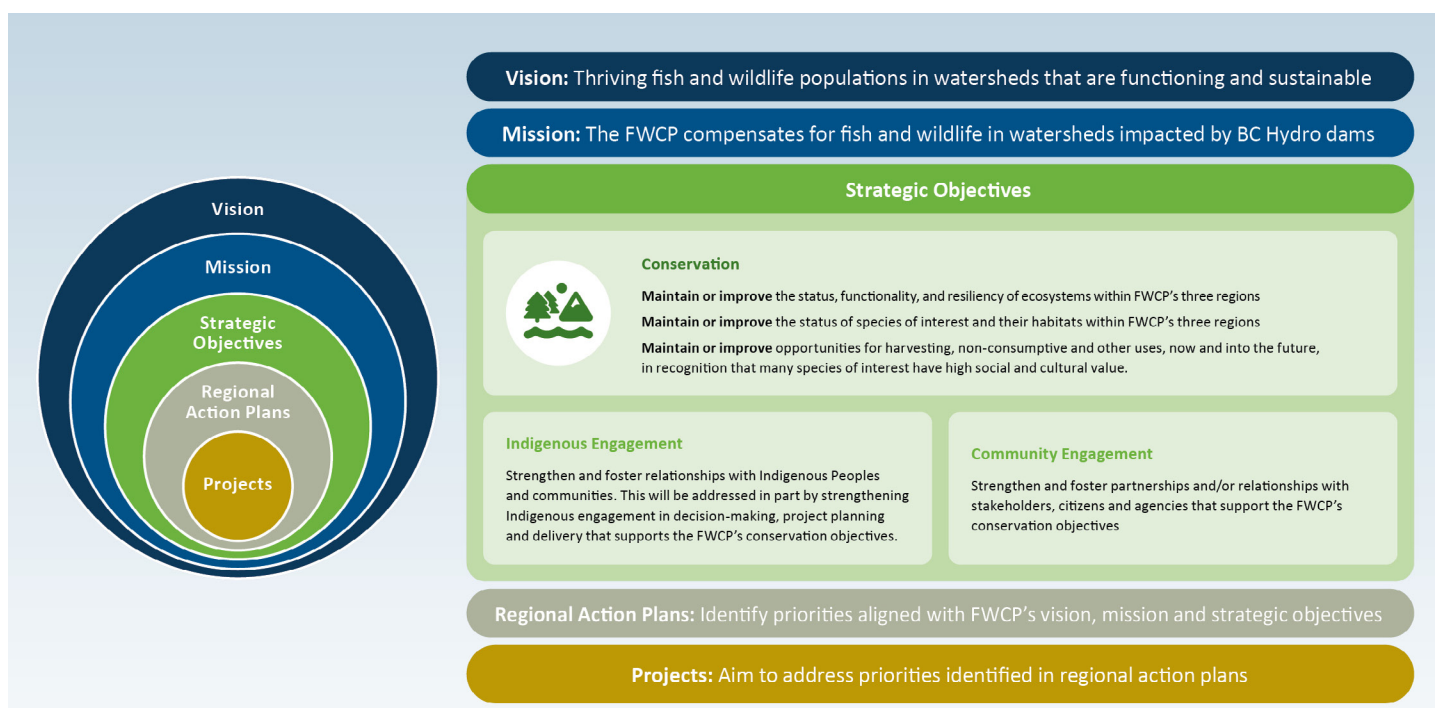 Vision
Mission
Strategic
Objectives
Regional
Action Plans
Projects
Vision: Thriving fish and wildlife populations in watersheds that are functioning and sustainable
Mission: The FWCP compensates for fish and wildlife in watersheds impacted by BC Hydro dams
Strategic Objectives
Conservation
Maintain or improve the status, functionality, and resiliency of ecosystems within FWCP's three regions
Maintain or improve the status of species of interest and their habitats within FWCP's three regions
Maintain or improve opportunities for harvesting, non-consumptive and other uses, now and into the future,
in recognition that many species of interest have high social and cultural value.
Indigenous Engagement
Strengthen and foster relationships with Indigenous Peoples
and communities. This will be addressed in part by strengthening
Indigenous engagement in decision-making, project planning
and delivery that supports the FWCP's conservation objectives.
Community Engagement
Strengthen and foster partnerships and/or relationships with
stakeholders, citizens and agencies that support the FWCP's
conservation objectives
Regional Action Plans: Identify priorities aligned with FWCP's vision, mission and strategic objectives
Projects: Aim to address priorities identified in regional action plans